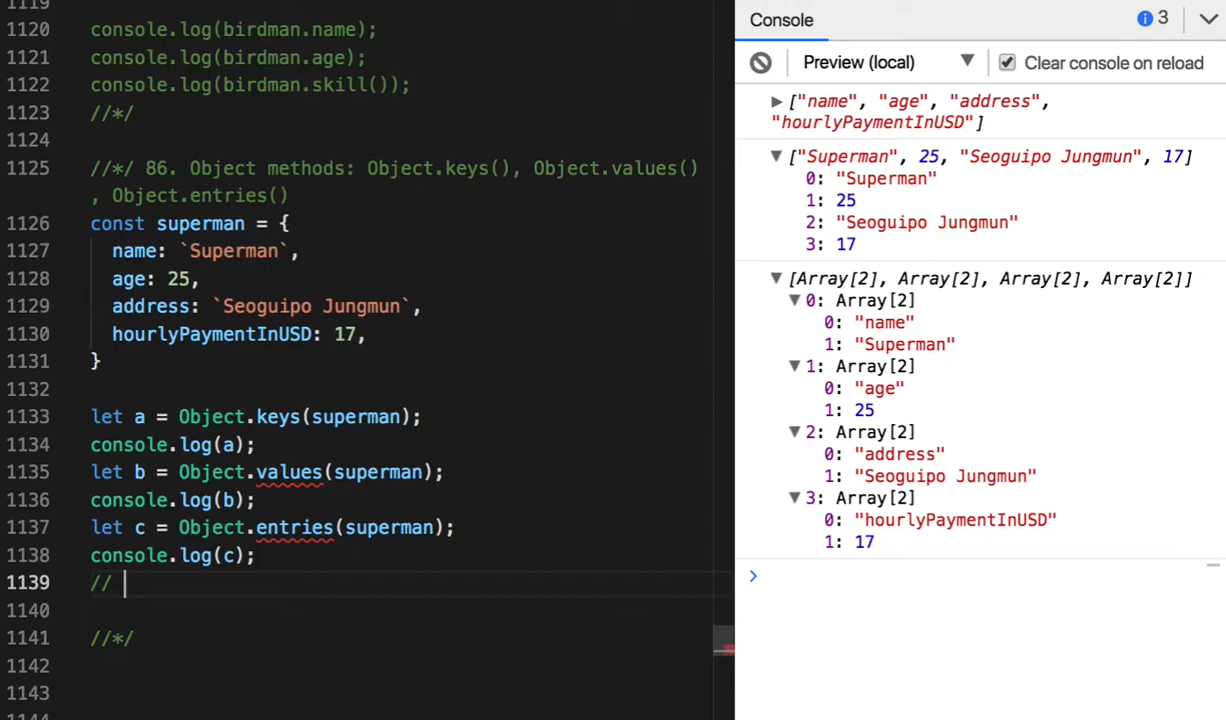 1119
1120 console.log(birdman.name);
1121 console.log(birdman.age);
1122 console.log(birdman.skill());
1123 //*/
1124
1125 //*/ 86. Object methods: Object.keys(), Object.values()
, Object.entries()
1126 const superman = {
1127 name: `Superman`,
1128 age: 25,
1129 address: `Seoguipo Jungmun`,
1130 hourlyPaymentInUSD: 17,
1131 }
1132
1133 let a = Object.keys(superman);
1134 console.log(a);
1135 let b = Object.values(superman);
1136 console.log(b);
1137 let c = Object.entries(superman);
1138 console.log(c);
1139 //
1140
1141 //*/
1142
1143
1144
Console
3
Preview (local)
Clear console on reload
["name", "age", "address",
"hourlyPaymentInUSD"]
["Superman", 25, "Seoguipo Jungmun", 17]
0: "Superman"
1: 25
2: "Seoguipo Jungmun"
3: 17
[Array[2], Array[2], Array[2], Array[2]]
0: Array[2]
0: "name"
1: "Superman"
1: Array[2]
0: "age"
1: 25
2: Array[2]
0: "address"
1: "Seoguipo Jungmun"
3: Array[2]
0: "hourlyPaymentInUSD"
1: 17